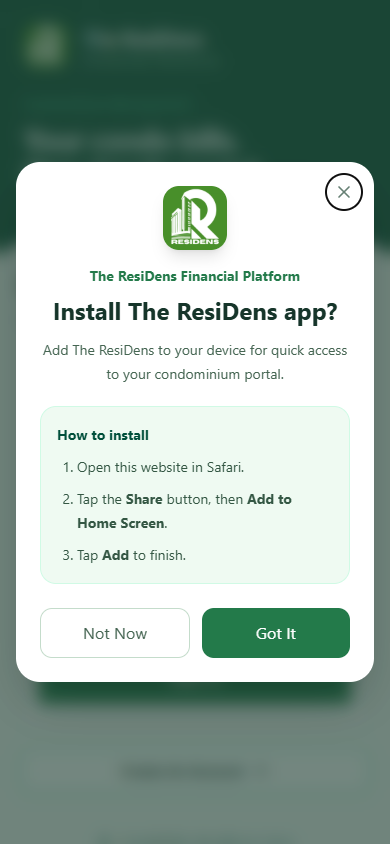 RESIDENS
The ResiDens Financial Platform
Install The ResiDens app?
Add The ResiDens to your device for quick access
to your condominium portal.
How to install
1. Open this website in Safari.
2. Tap the Share button, then Add to
Home Screen.
3. Tap Add to finish.
Not Now
Got It